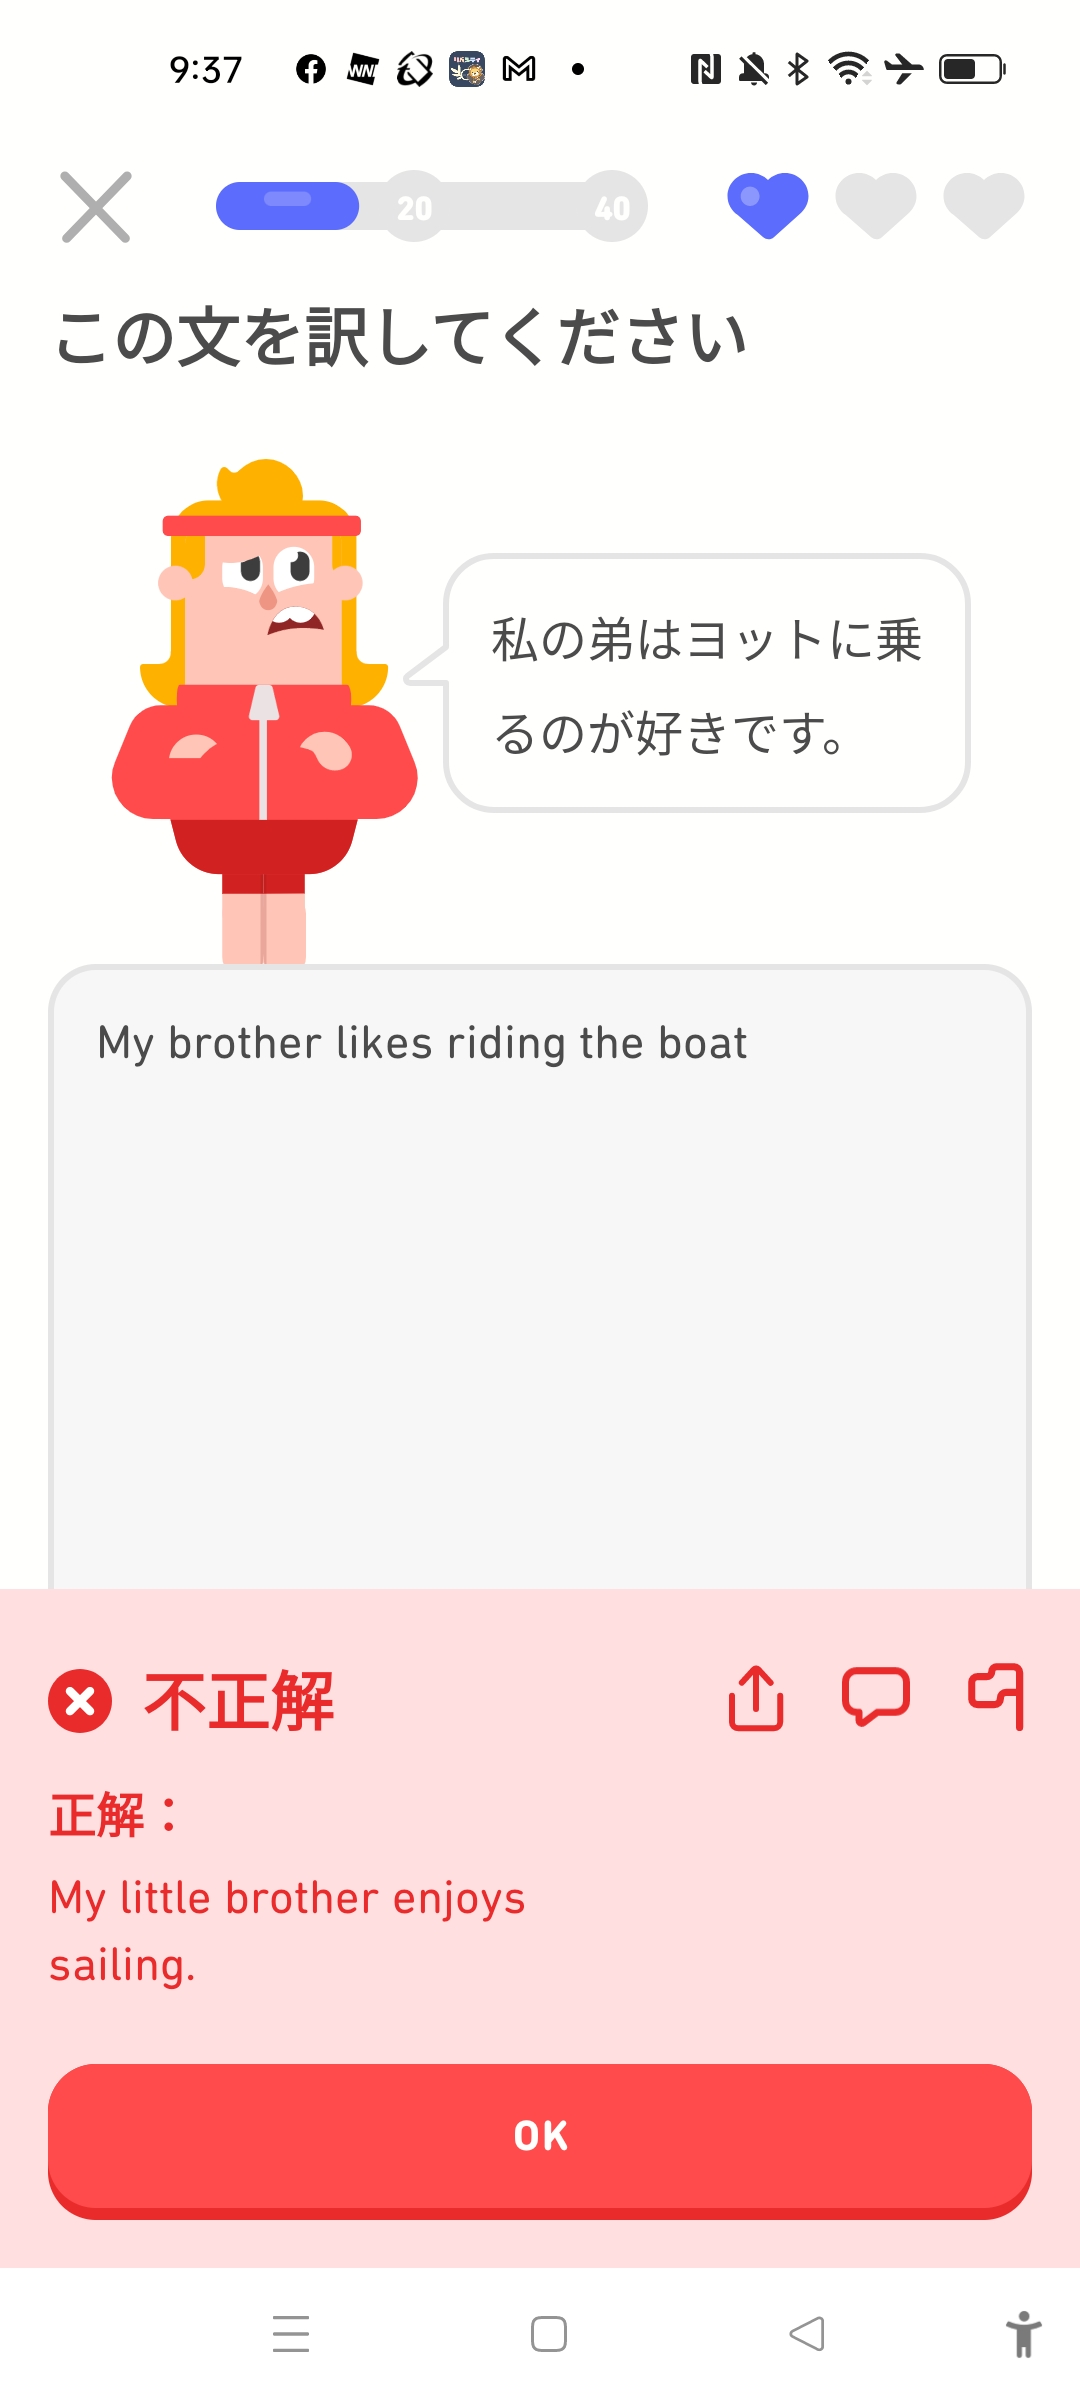 9:37
20
40
この文を訳してください
私の弟はヨットに乗
るのが好きです。
My brother likes riding the boat
不正解
正解：
My little brother enjoys
sailing.
OK